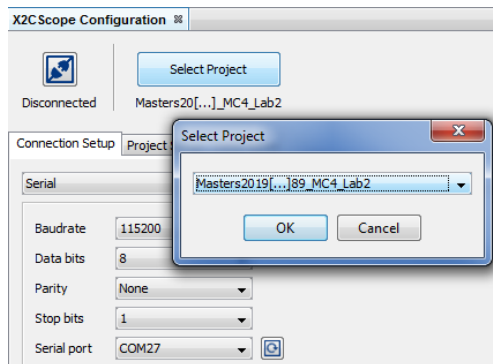 X2CScope Configuration
Select Project
Disconnected
Masters20[...]_MC4_Lab2
Select Project
Connection Setup
Project
Masters2019[...]89_MC4_Lab2
Serial
OK
Cancel
Baudrate
115200
Data bits
8
Parity
None
Stop bits
1
Serial port
COM27